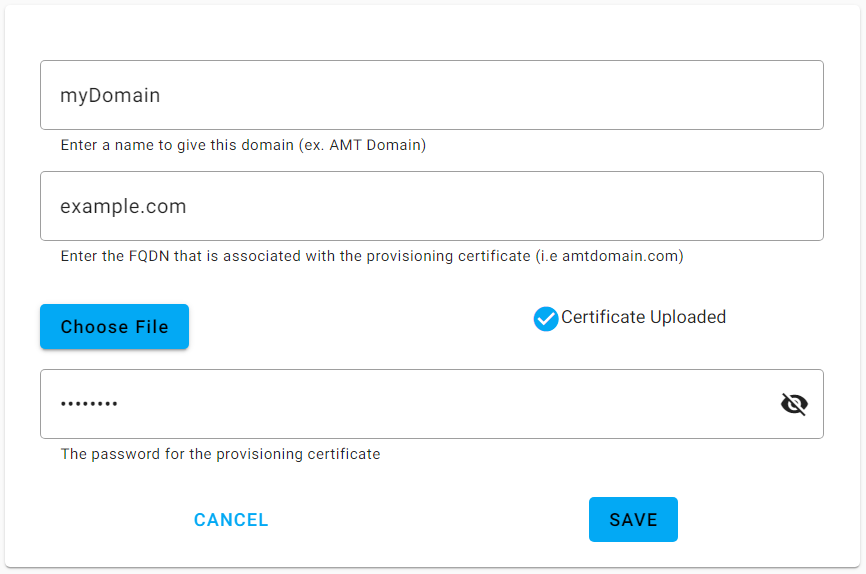 myDomain
Enter a name to give this domain (ex. AMT Domain)
example.com
Enter the FQDN that is associated with the provisioning certificate (i.e amtdomain.com)
Choose File
Certificate Uploaded
••••••••
The password for the provisioning certificate
CANCEL
SAVE